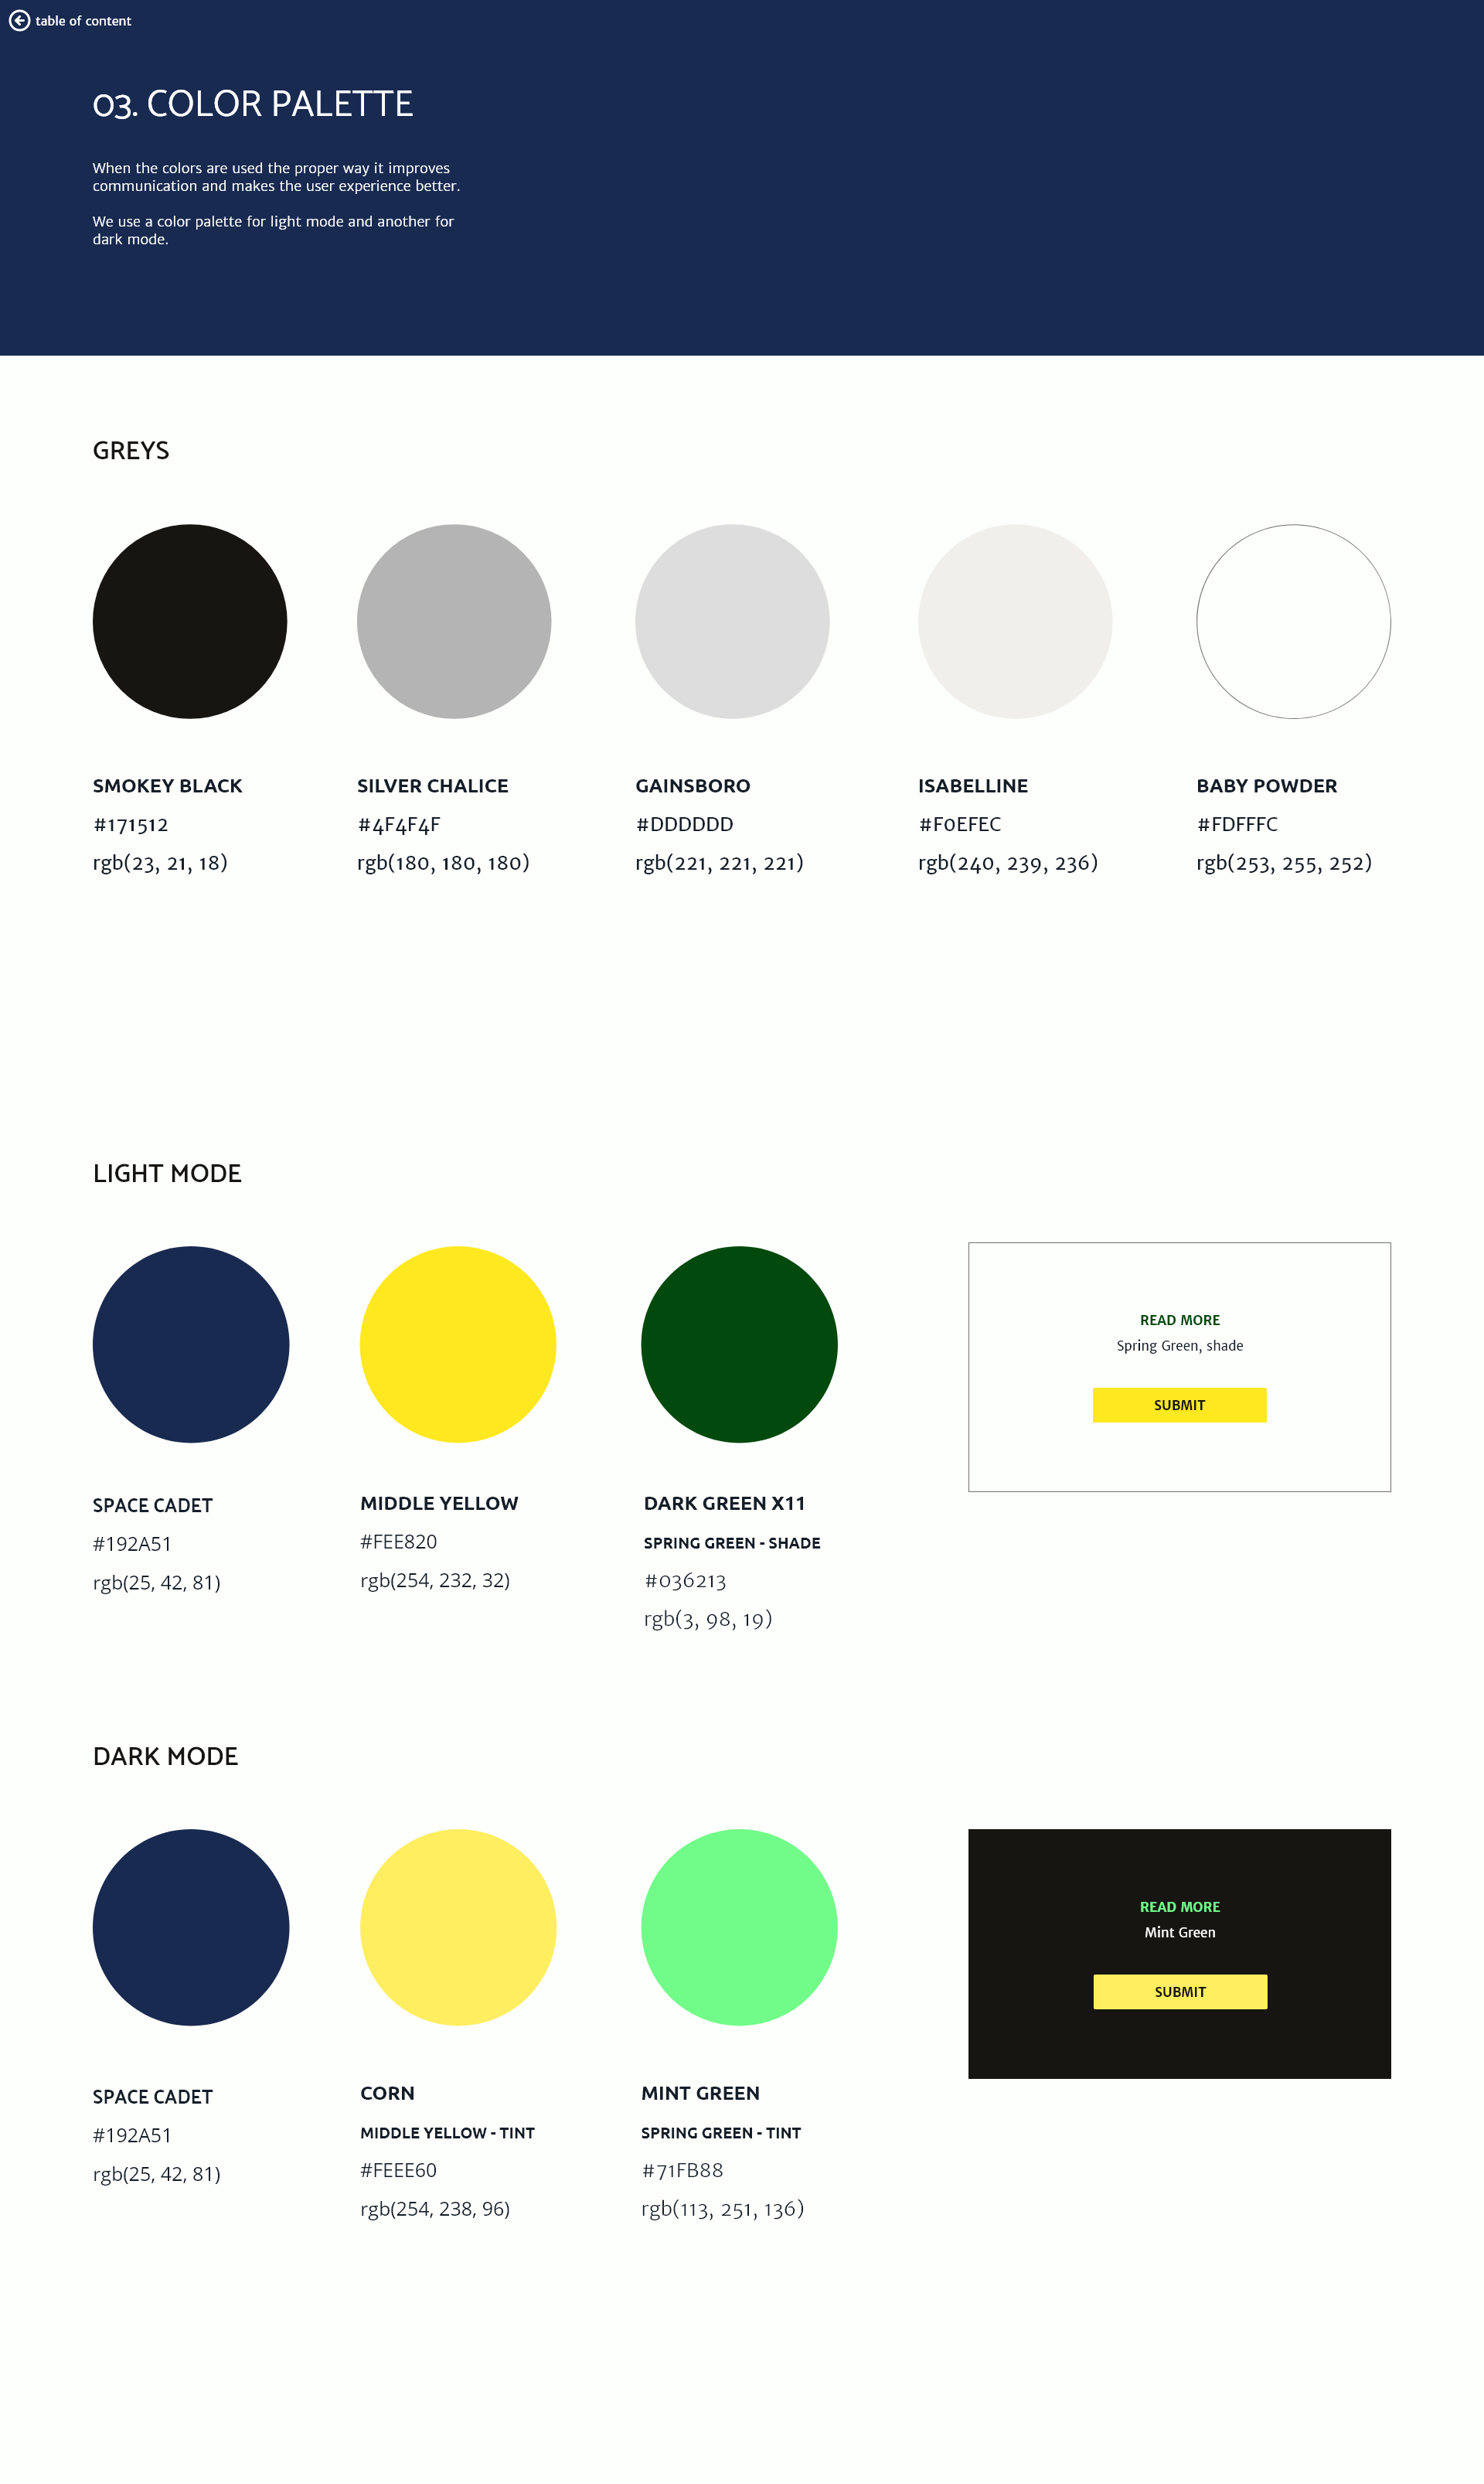 table of content
03. COLOR PALETTE
When the colors are used the proper way it improves
communication and makes the user experience better.
We use a color palette for light mode and another for
dark mode.
GREYS
SMOKEY BLACK
#171512
rgb(23, 21, 18)
SILVER CHALICE
#4F4F4F
rgb(180, 180, 180)
GAINSBORO
#DDDDDD
rgb(221, 221, 221)
ISABELLINE
#F0EFEC
rgb(240, 239, 236)
BABY POWDER
#FDFFFC
rgb(253, 255, 252)
LIGHT MODE
SPACE CADET
#192A51
rgb(25, 42, 81)
MIDDLE YELLOW
#FEE820
rgb(254, 232, 32)
DARK GREEN X11
SPRING GREEN - SHADE
#036213
rgb(3, 98, 19)
READ MORE
Spring Green, shade
SUBMIT
DARK MODE
SPACE CADET
#192A51
rgb(25, 42, 81)
CORN
MIDDLE YELLOW - TINT
#FEEE60
rgb(254, 238, 96)
MINT GREEN
SPRING GREEN - TINT
#71FB88
rgb(113, 251, 136)
READ MORE
Mint Green
SUBMIT